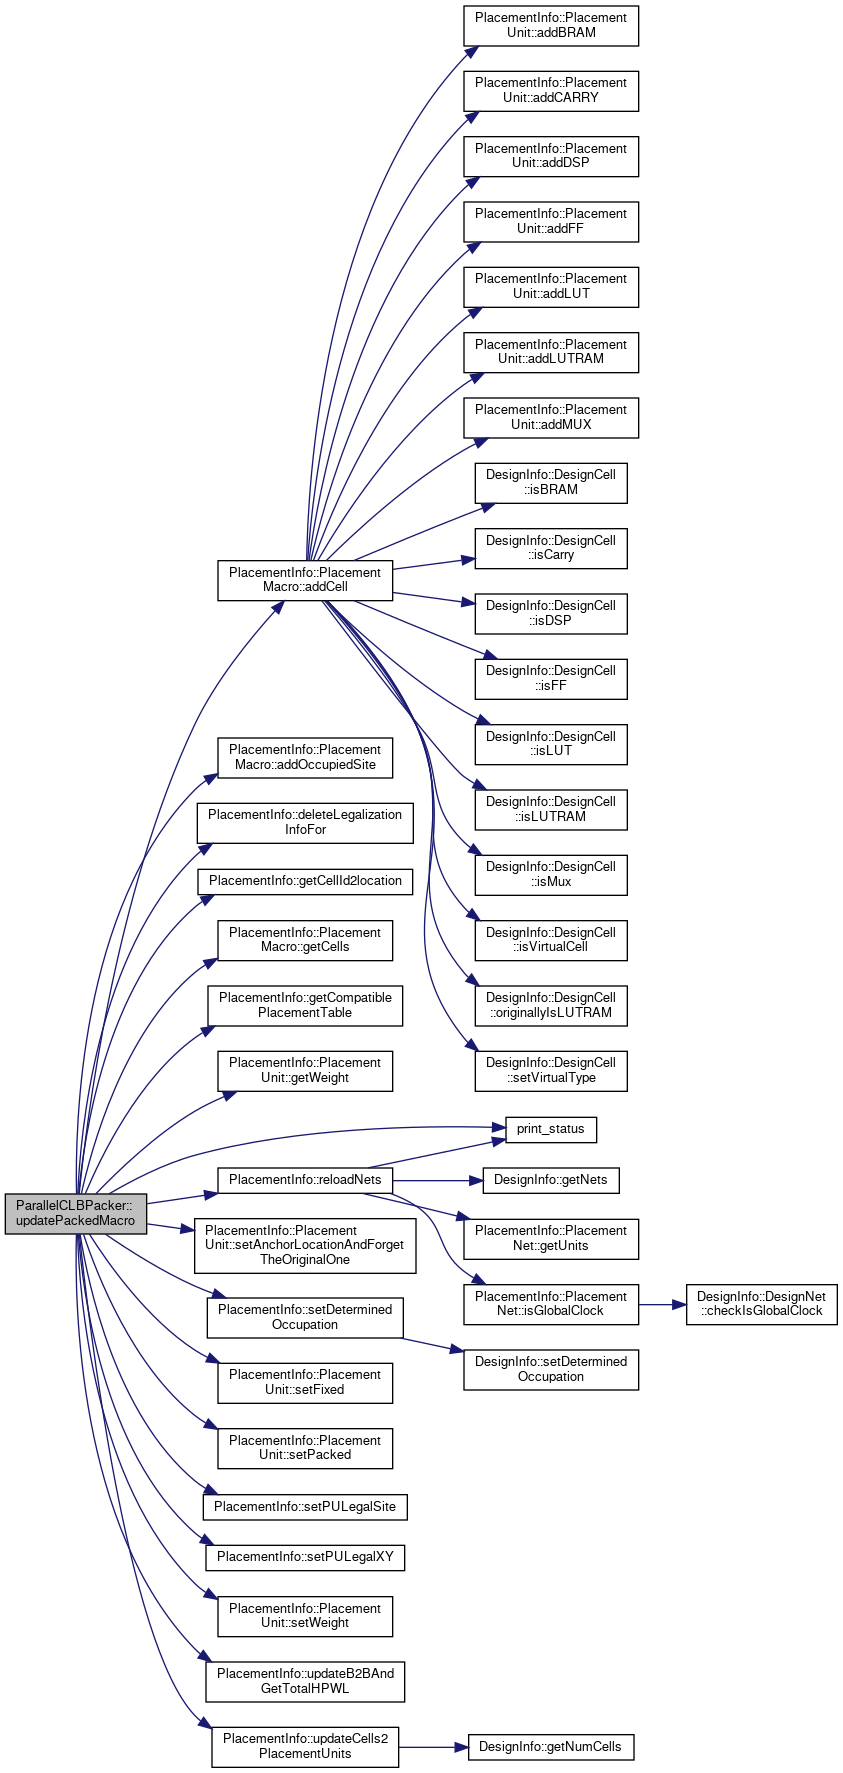 PlacementInfo::Placement
Unit::addBRAM
PlacementInfo::Placement
Unit::addCARRY
PlacementInfo::Placement
Unit::addDSP
PlacementInfo::Placement
Unit::addFF
PlacementInfo::Placement
Unit::addLUT
PlacementInfo::Placement
Unit::addLUTRAM
PlacementInfo::Placement
Unit::addMUX
DesignInfo::DesignCell
::isBRAM
DesignInfo::DesignCell
::isCarry
PlacementInfo::Placement
Macro::addCell
DesignInfo::DesignCell
::isDSP
DesignInfo::DesignCell
::isFF
DesignInfo::DesignCell
::isLUT
PlacementInfo::Placement
Macro::addOccupiedSite
DesignInfo::DesignCell
::isLUTRAM
PlacementInfo::deleteLegalization
InfoFor
DesignInfo::DesignCell
::isMux
PlacementInfo::getCellId2location
DesignInfo::DesignCell
::isVirtualCell
PlacementInfo::Placement
Macro::getCells
DesignInfo::DesignCell
::originallyIsLUTRAM
PlacementInfo::getCompatible
PlacementTable
DesignInfo::DesignCell
::setVirtualType
PlacementInfo::Placement
Unit::getWeight
print_status
PlacementInfo::reloadNets
DesignInfo::getNets
ParallelCLBPacker::
updatePackedMacro
PlacementInfo::Placement
Unit::setAnchorLocationAndForget
TheOriginalOne
PlacementInfo::Placement
Net::getUnits
PlacementInfo::Placement
Net::isGlobalClock
DesignInfo::DesignNet
::checkIsGlobalClock
PlacementInfo::setDetermined
Occupation
DesignInfo::setDetermined
Occupation
PlacementInfo::Placement
Unit::setFixed
PlacementInfo::Placement
Unit::setPacked
PlacementInfo::setPULegalSite
PlacementInfo::setPULegalXY
PlacementInfo::Placement
Unit::setWeight
PlacementInfo::updateB2BAnd
GetTotalHPWL
PlacementInfo::updateCells2
PlacementUnits
DesignInfo::getNumCells